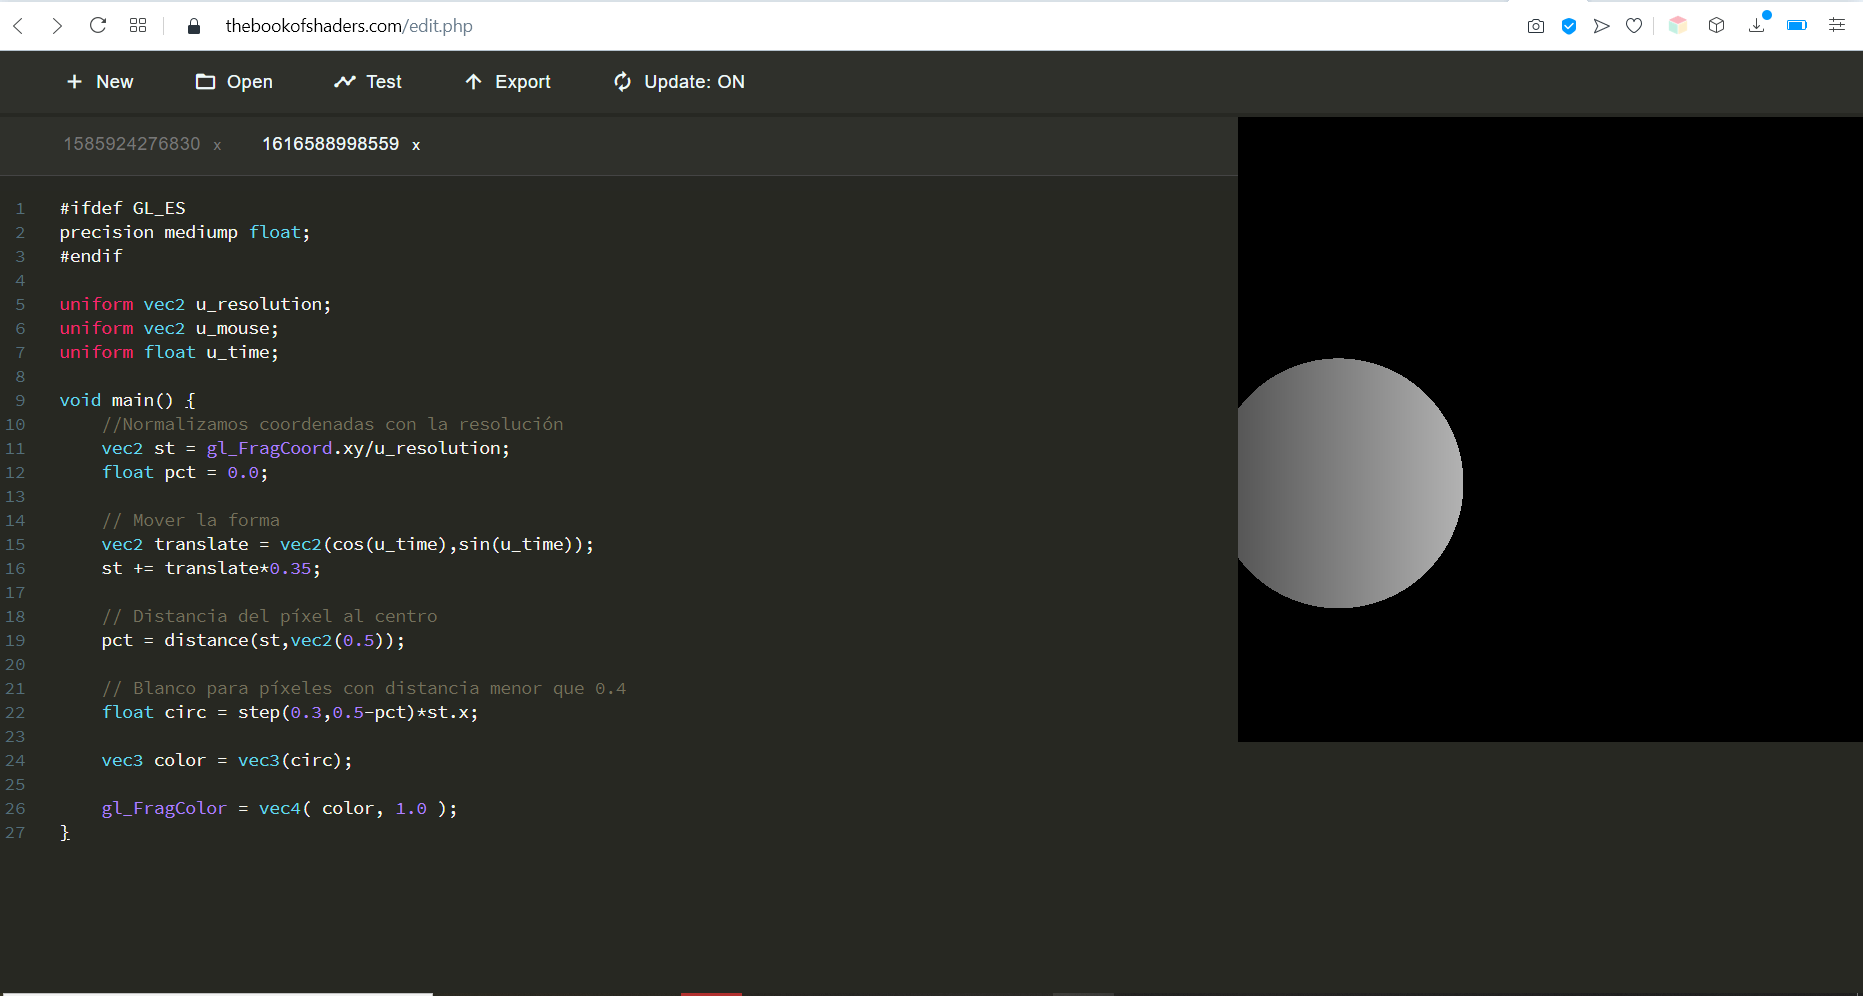 thebookofshaders.com/edit.php
+ New Open Test Export Update: ON
1585924276830 x 1616588998559 x
1 #ifdef GL_ES
2 precision mediump float;
3 #endif
4
5 uniform vec2 u_resolution;
6 uniform vec2 u_mouse;
7 uniform float u_time;
8
9 void main() {
10 //Normalizamos coordenadas con la resolución
11 vec2 st = gl_FragCoord.xy/u_resolution;
12 float pct = 0.0;
13
14 // Mover la forma
15 vec2 translate = vec2(cos(u_time),sin(u_time));
16 st += translate*0.35;
17
18 // Distancia del píxel al centro
19 pct = distance(st,vec2(0.5));
20
21 // Blanco para píxeles con distancia menor que 0.4
22 float circ = step(0.3,0.5-pct)*st.x;
23
24 vec3 color = vec3(circ);
25
26 gl_FragColor = vec4( color, 1.0 );
27 }